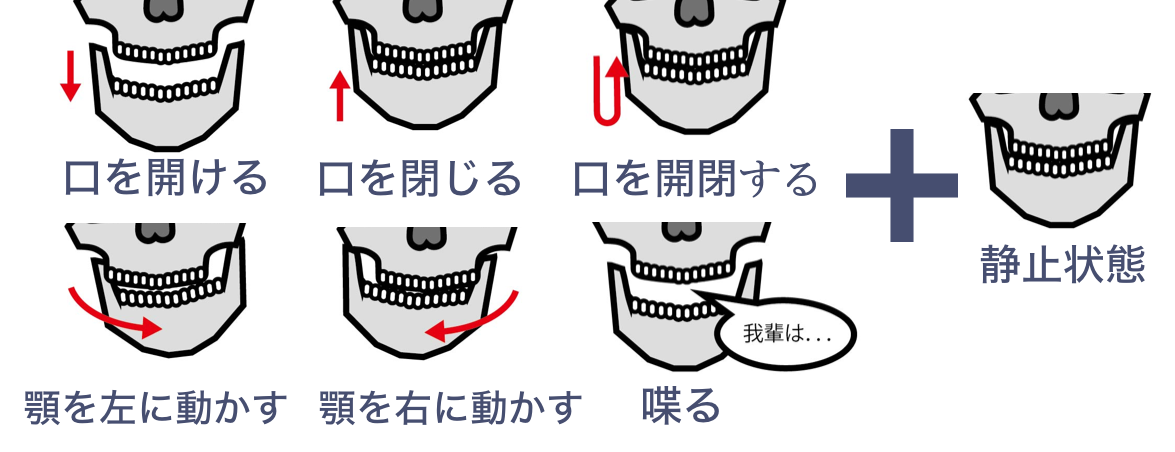 口を開ける
口を閉じる
口を開閉する
静止状態
我輩は...
顎を左に動かす
顎を右に動かす
喋る